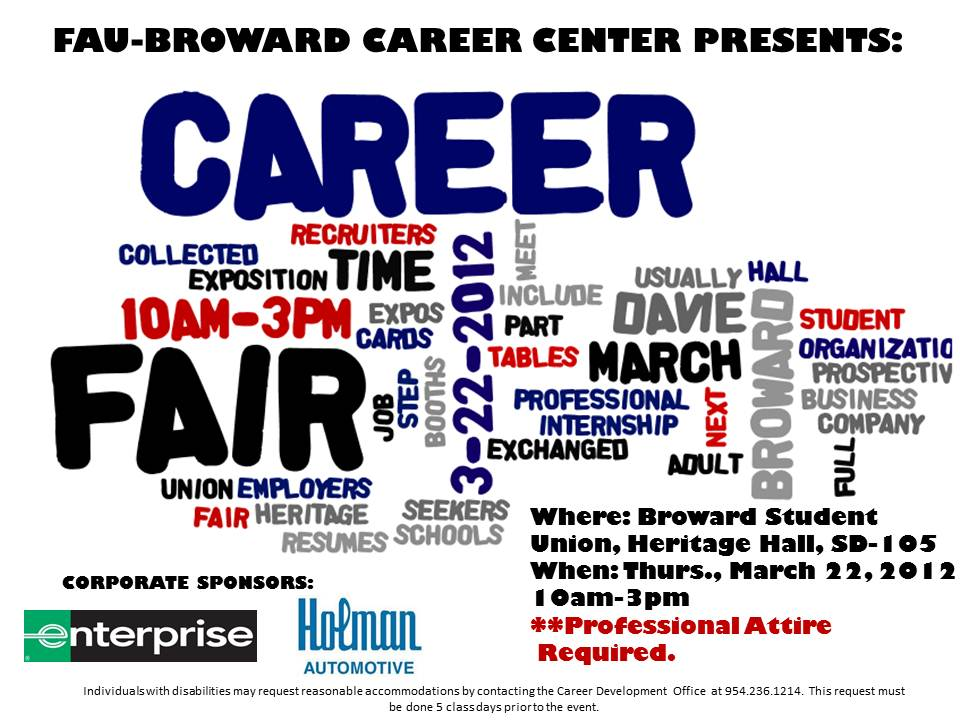 FAU-BROWARD CAREER CENTER PRESENTS:
CAREER
RECRUITERS
COLLECTED
EXPOSITION
TIME
10AM-3PM
EXPOS
CARDS
FAIR
JOB
STEP
BOOTHS
3-22-2012
MEET
INCLUDE
PART
TABLES
USUALLY
HALL
DAVIE
MARCH
BROWARD
STUDENT
ORGANIZATIO
PROSPECTIV
BUSINESS
COMPANY
PROFESSIONAL
INTERNSHIP
NEXT
EXCHANGED
ADULT
FULL
UNION
EMPLOYERS
FAIR
HERITAGE
RESUMES
SEEKERS
SCHOOLS
Where: Broward Student
Union, Heritage Hall, SD-105
When: Thurs., March 22, 2012
10am-3pm
**Professional Attire
Required.
CORPORATE SPONSORS:
enterprise
Holman
AUTOMOTIVE
Individuals with disabilities may request reasonable accommodations by contacting the Career Development Office at 954.236.1214. This request must
be done 5 class days prior to the event.